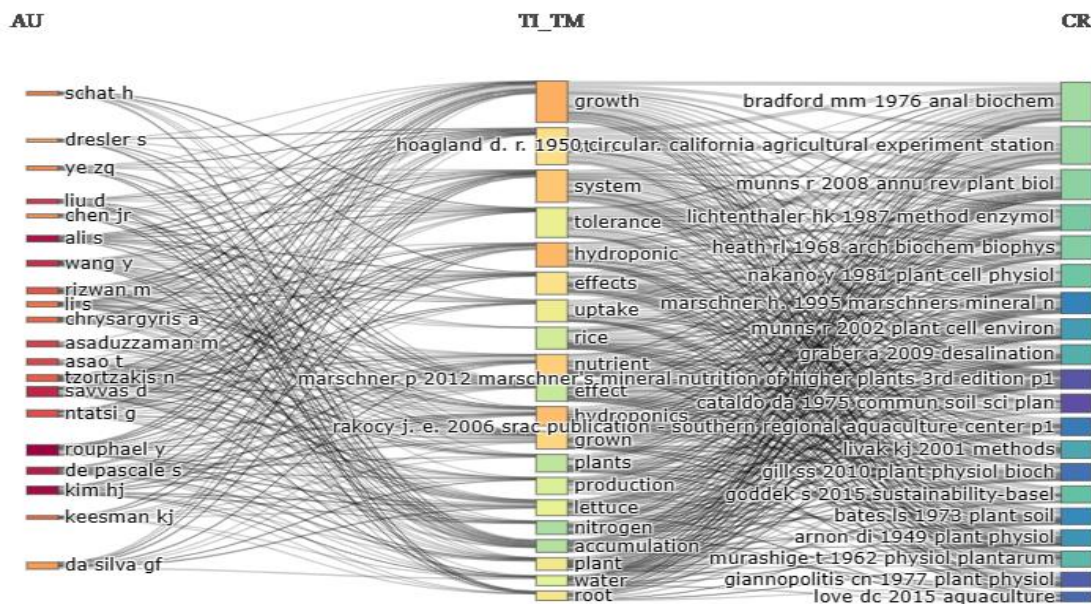 AU TI_TM CR
schat h
dresler s
ye zq
liu d
chen jr
ali s
wang y
rizwan m
li s
chrysargyris a
asaduzzaman m
asao t
tzortzakis n
savvas d
ntatsi g
rouphael y
de pascale s
kim hj
keesman kj
da silva gf
growth
system
tolerance
hydroponic
effects
uptake
rice
nutrient
effect
hydroponics
grown
plants
production
lettuce
nitrogen
accumulation
plant
water
root
bradford mm 1976 anal biochem
hoagland d. r. 1950 circular. california agricultural experiment station
munns r 2008 annu rev plant biol
lichtenthaler hk 1987 method enzymol
heath rl 1968 arch biochem biophys
nakano y 1981 plant cell physiol
marschner h. 1995 marschners mineral n
munns r 2002 plant cell environ
graber a 2009 desalination
marschner p 2012 marschner's mineral nutrition of higher plants 3rd edition p1
cataldo da 1975 commun soil sci plan
rakocy j. e. 2006 srac publication - southern regional aquaculture center p1
livak kj 2001 methods
gill ss 2010 plant physiol bioch
goddek s 2015 sustainability-basel
bates ls 1973 plant soil
arnon di 1949 plant physiol
murashige t 1962 physiol plantarum
giannopolitis cn 1977 plant physiol
love dc 2015 aquaculture